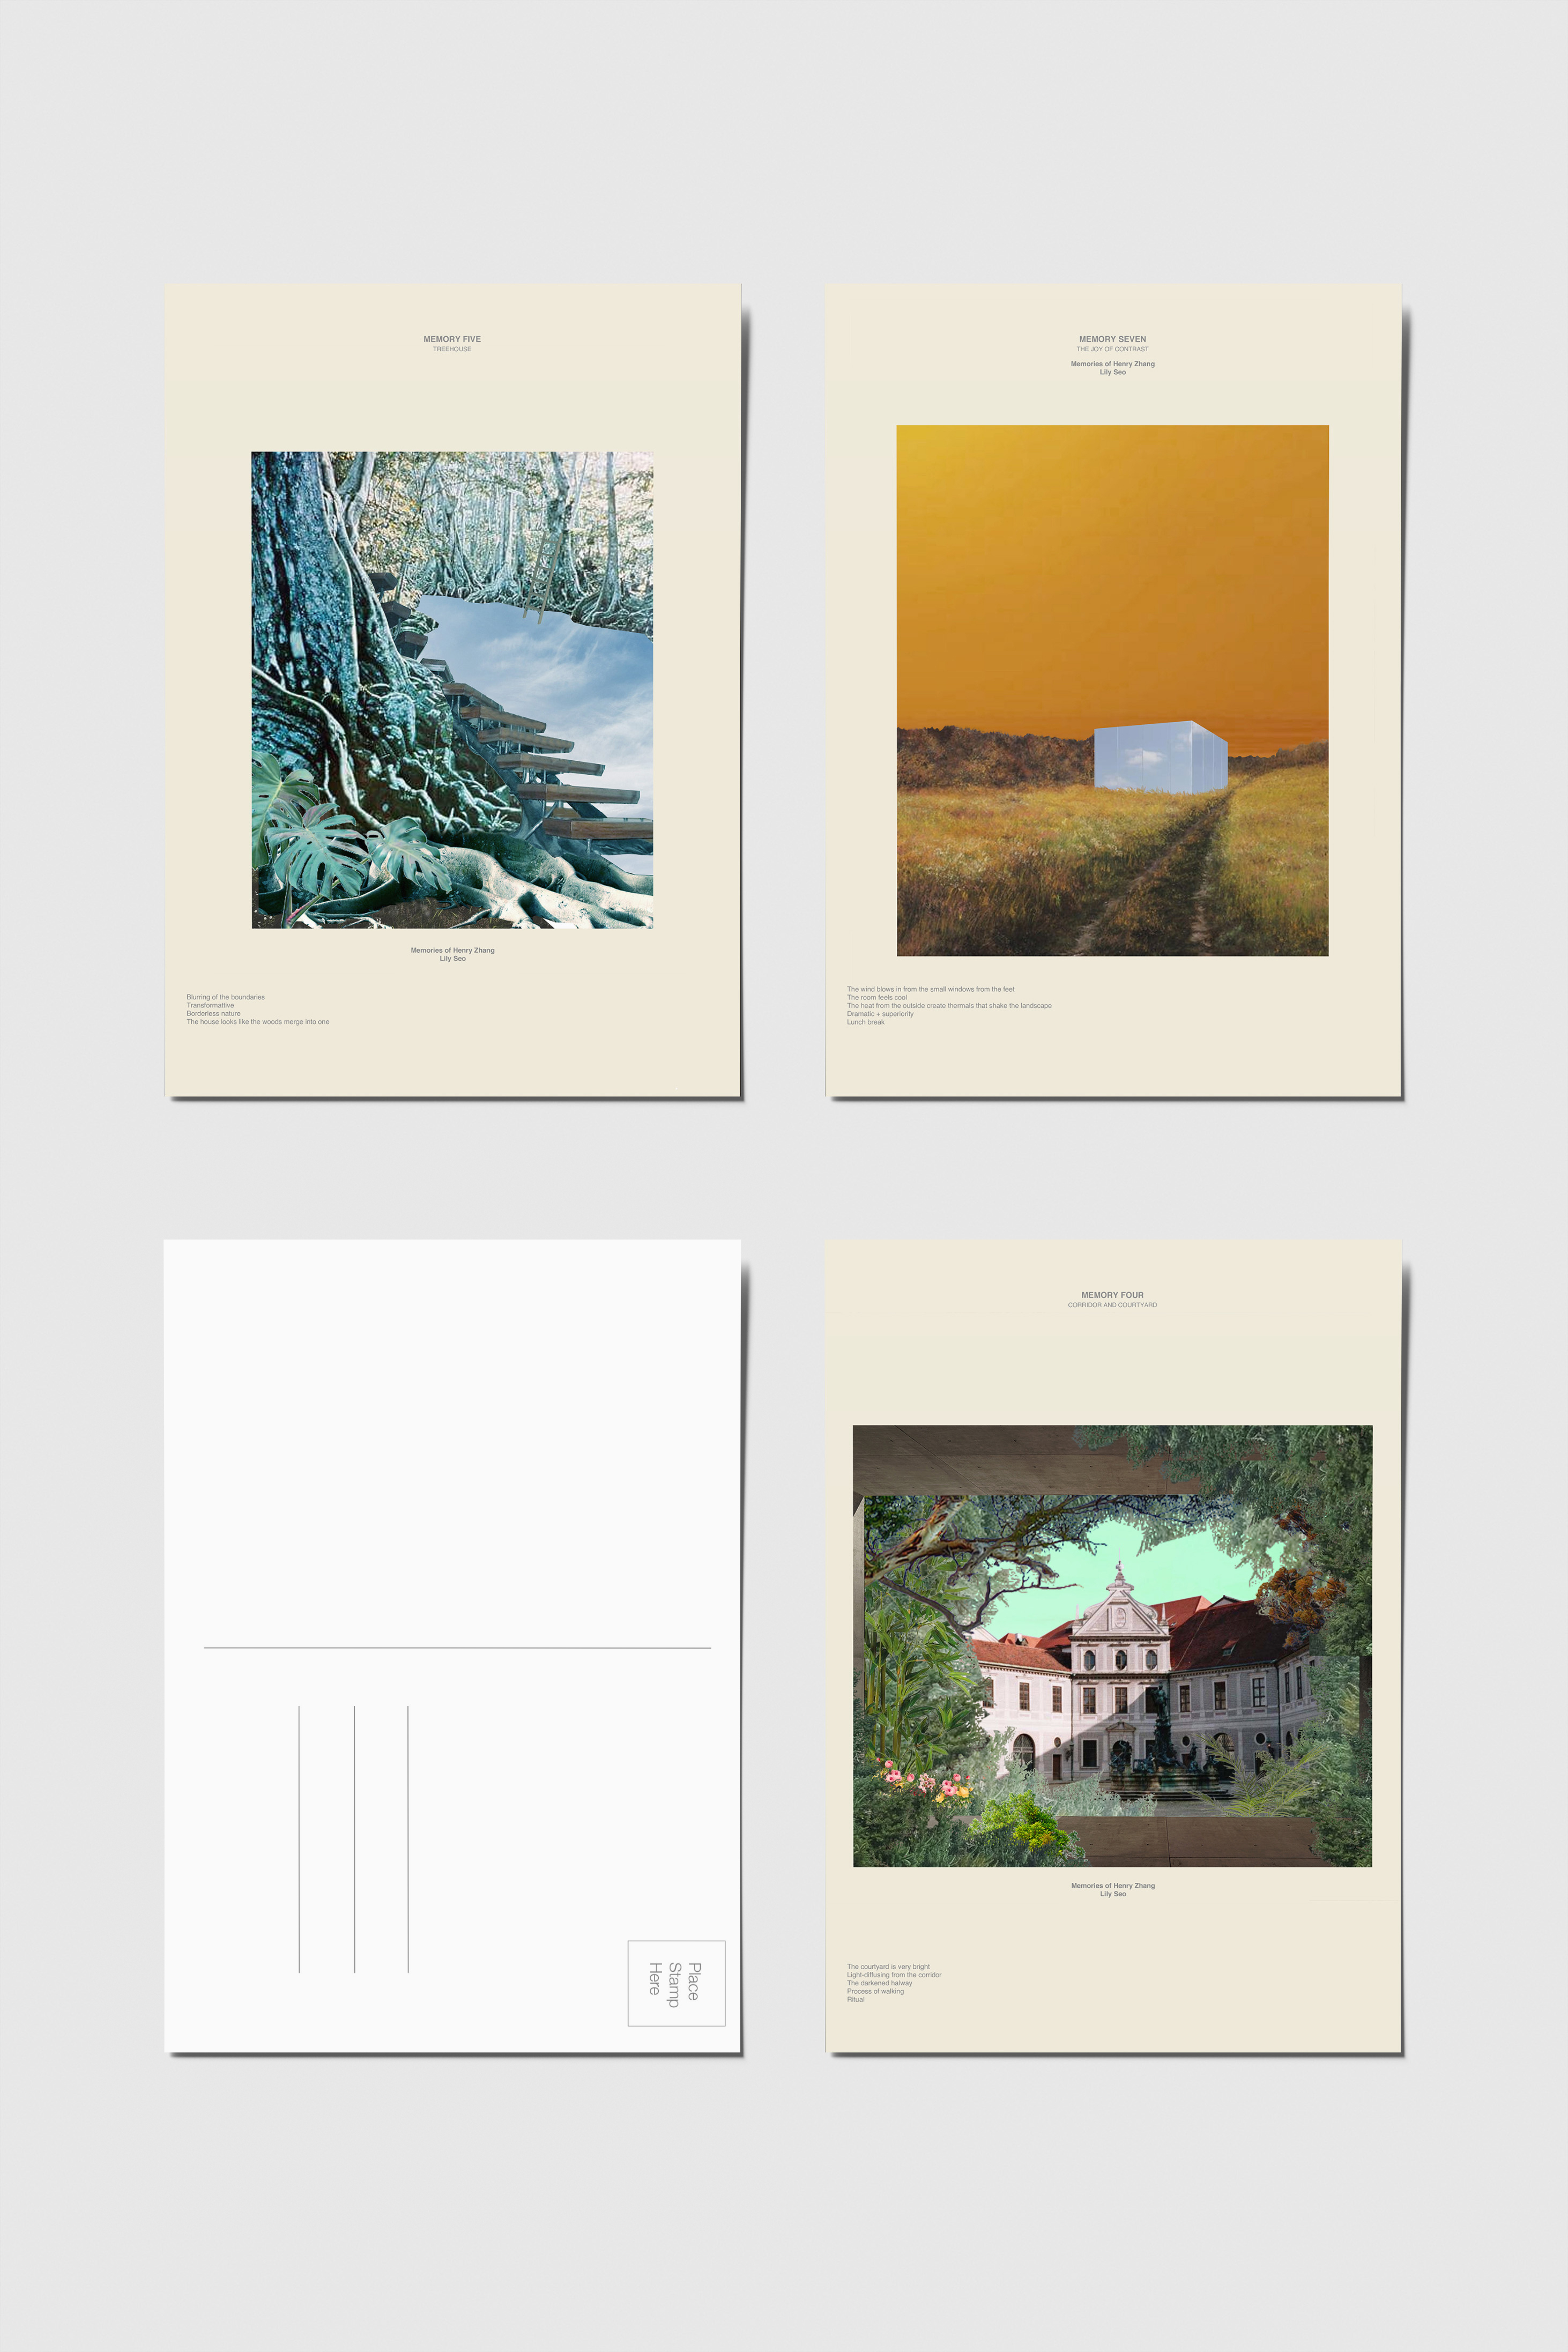 MEMORY FIVE
TREEHOUSE
Memories of Henry Zhang
Lily Seo
Blurring of the boundaries
Transformattive
Borderless nature
The house looks like the woods merge into one
MEMORY SEVEN
THE JOY OF CONTRAST
Memories of Henry Zhang
Lily Seo
The wind blows in from the small windows from the feet
The room feels cool
The heat from the outside create thermals that shake the landscape
Dramatic + superiority
Lunch break
Place
Stamp
Here
MEMORY FOUR
CORRIDOR AND COURTYARD
Memories of Henry Zhang
Lily Seo
The courtyard is very bright
Light-diffusing from the corridor
The darkened halway
Process of walking
Ritual